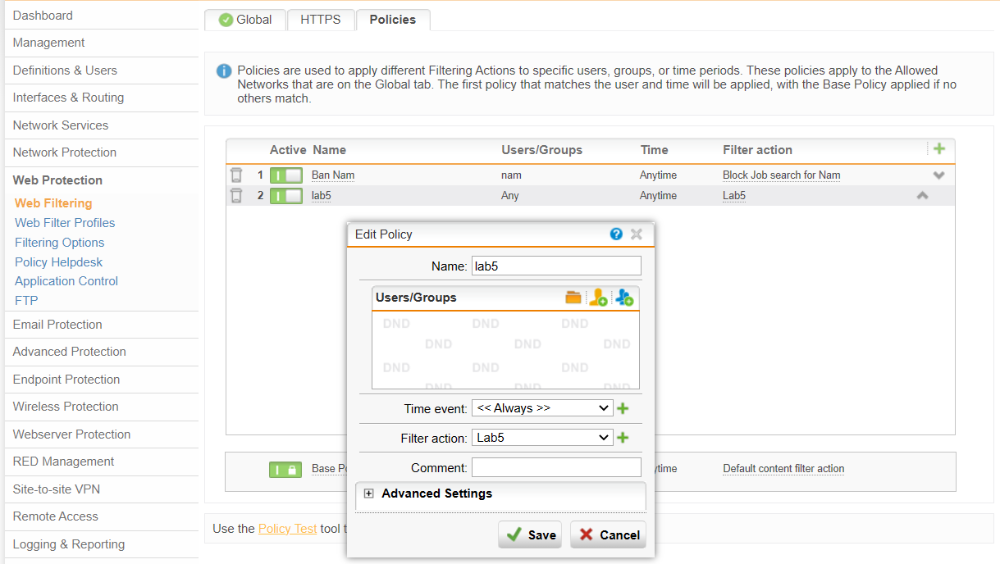 Dashboard
Management
Definitions & Users
Interfaces & Routing
Network Services
Network Protection
Web Protection
Web Filtering
Web Filter Profiles
Filtering Options
Policy Helpdesk
Application Control
FTP
Email Protection
Advanced Protection
Endpoint Protection
Wireless Protection
Webserver Protection
RED Management
Site-to-site VPN
Remote Access
Logging & Reporting
Global HTTPS Policies
Policies are used to apply different Filtering Actions to specific users, groups, or time periods. These policies apply to the Allowed
Networks that are on the Global tab. The first policy that matches the user and time will be applied, with the Base Policy applied if no
others match.
Active Name Users/Groups Time Filter action
1 Ban Nam nam Anytime Block Job search for Nam
2 lab5 Any Anytime Lab5
Edit Policy
Name: lab5
Users/Groups
DND DND DND
DND DND DND
DND DND DND
DND DND DND
Time event: << Always >>
Filter action: Lab5
Comment:
Advanced Settings
Save Cancel
Base Po ytime Default content filter action
Use the Policy Test tool t